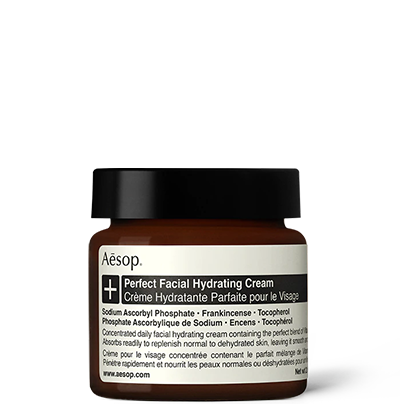 Aēsop.
+ Perfect Facial Hydrating Cream
Crème Hydratante Parfaite pour le Visage
Sodium Ascorbyl Phosphate · Frankincense · Tocopherol
Phosphate Ascorbylique de Sodium · Encens · Tocophérol
Concentrated daily facial hydrating cream containing the perfect blend of
Absorbs readily to replenish normal to dehydrated skin, leaving it smooth
Crème pour le visage concentrée contenant le parfait mélange de
Pénètre rapidement et nourrit les peaux normales ou déshydratées pour
www.aesop.com